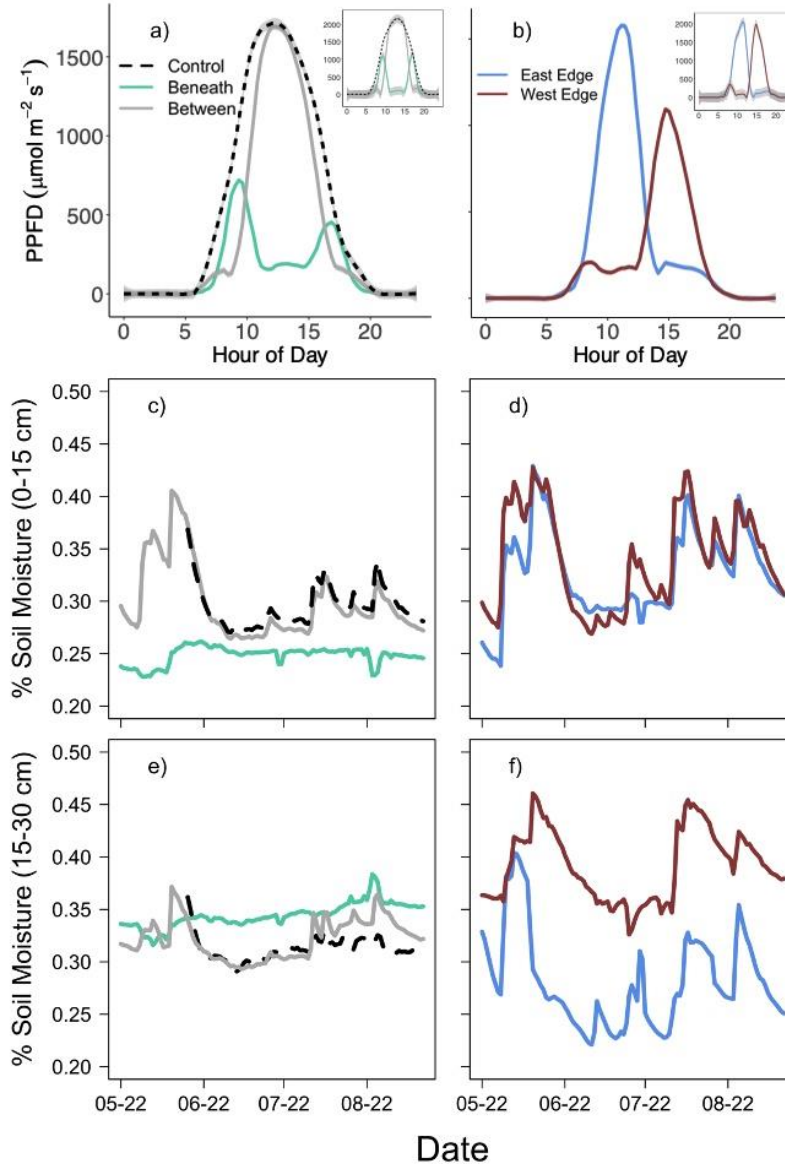 a)
Control
Beneath
Between
2000
1500
1000
500
0
0 5 10 15 20
1500
1000
500
0
PPFD (μmol m⁻² s⁻¹)
0 5 10 15 20
Hour of Day
b)
East Edge
West Edge
2000
1500
1000
500
0
0 5 10 15 20
0 5 10 15 20
Hour of Day
c)
0.50
0.45
0.40
0.35
0.30
0.25
0.20
% Soil Moisture (0-15 cm)
d)
e)
0.50
0.45
0.40
0.35
0.30
0.25
0.20
% Soil Moisture (15-30 cm)
05-22 06-22 07-22 08-22
f)
05-22 06-22 07-22 08-22
Date